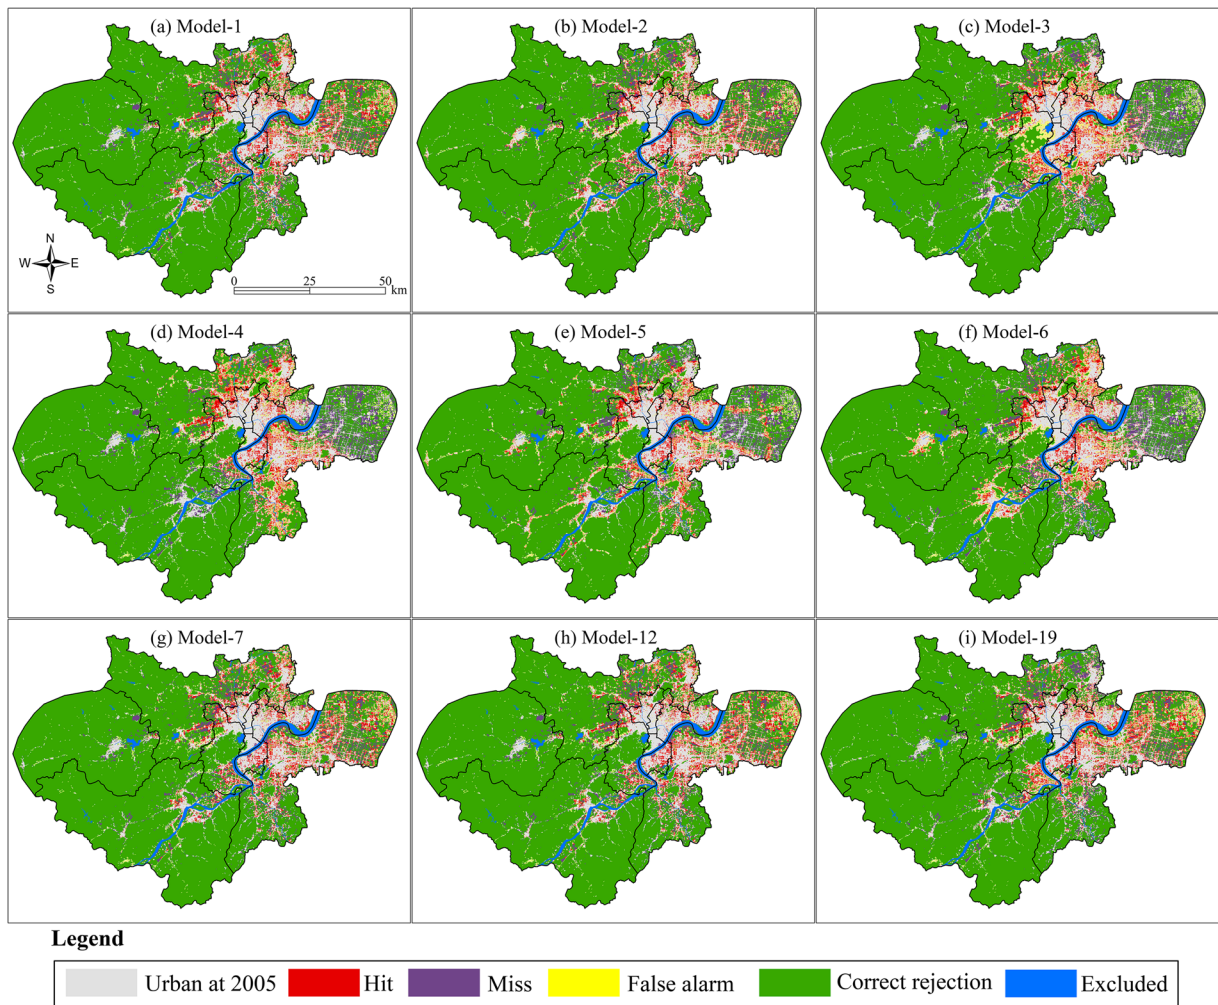 (a) Model-1
(b) Model-2
(c) Model-3
N
W E
S
0 25 50
km
(d) Model-4
(e) Model-5
(f) Model-6
(g) Model-7
(h) Model-12
(i) Model-19
Legend
Urban at 2005 Hit Miss False alarm Correct rejection Excluded